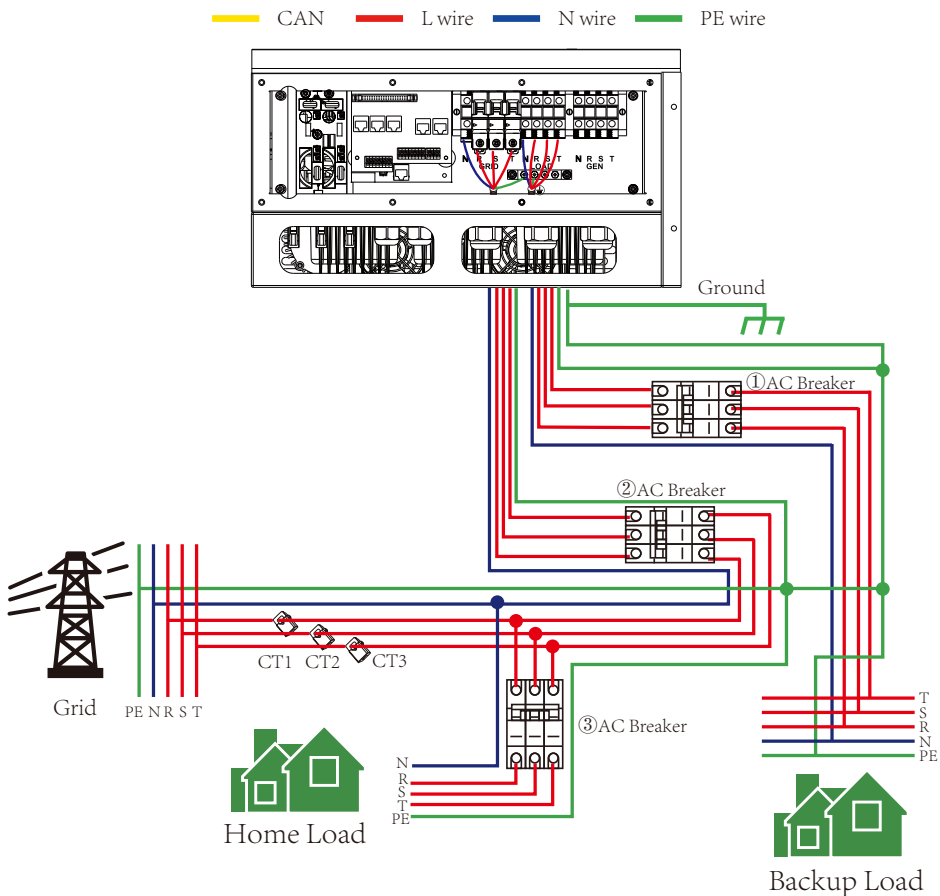 CAN L wire N wire PE wire
N R S T N R S T N R S T
GRID LOAD GEN
Ground
①AC Breaker
②AC Breaker
CT1 CT2 CT3
Grid
PE N R S T
③AC Breaker
T
S
R
N
PE
N
R
S
T
PE
Home Load
Backup Load